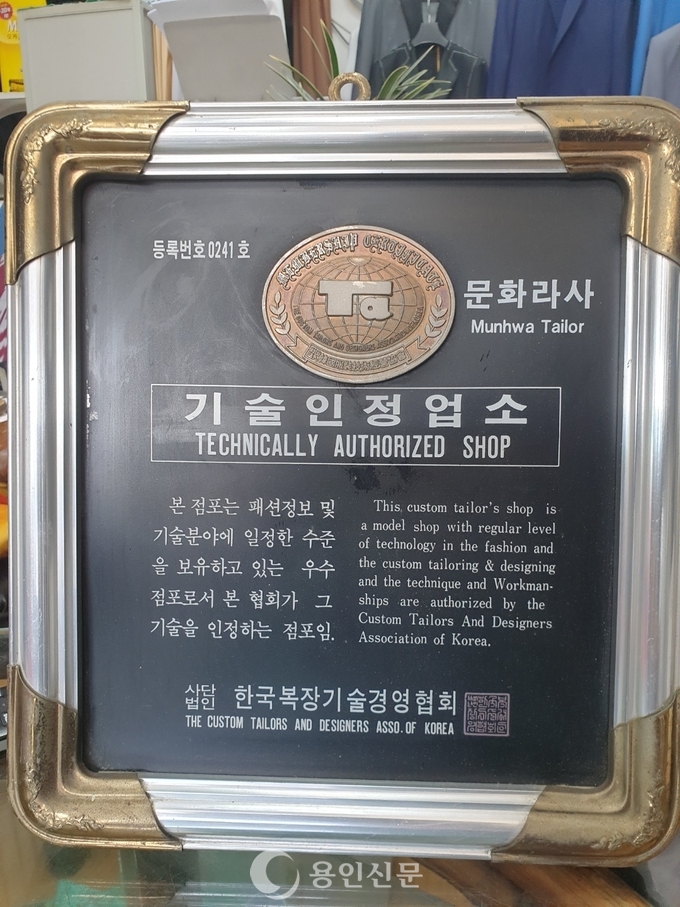 등록번호 0241 호
Ta
문화라사
Munhwa Tailor
기술인정업소
TECHNICALLY AUTHORIZED SHOP
본 점포는 패션정보 및
기술분야에 일정한 수준
을 보유하고 있는 우수
점포로서 본 협회가 그
기술을 인정하는 점포임.
This custom tailor's shop is
a model shop with regular level
of technology in the fashion and
the custom tailoring & designing
and the technique and Workman-
ships are authorized by the
Custom Tailors And Designers
Association of Korea.
사단법인 한국복장기술경영협회
THE CUSTOM TAILORS AND DESIGNERS ASSO. OF KOREA
용인신문